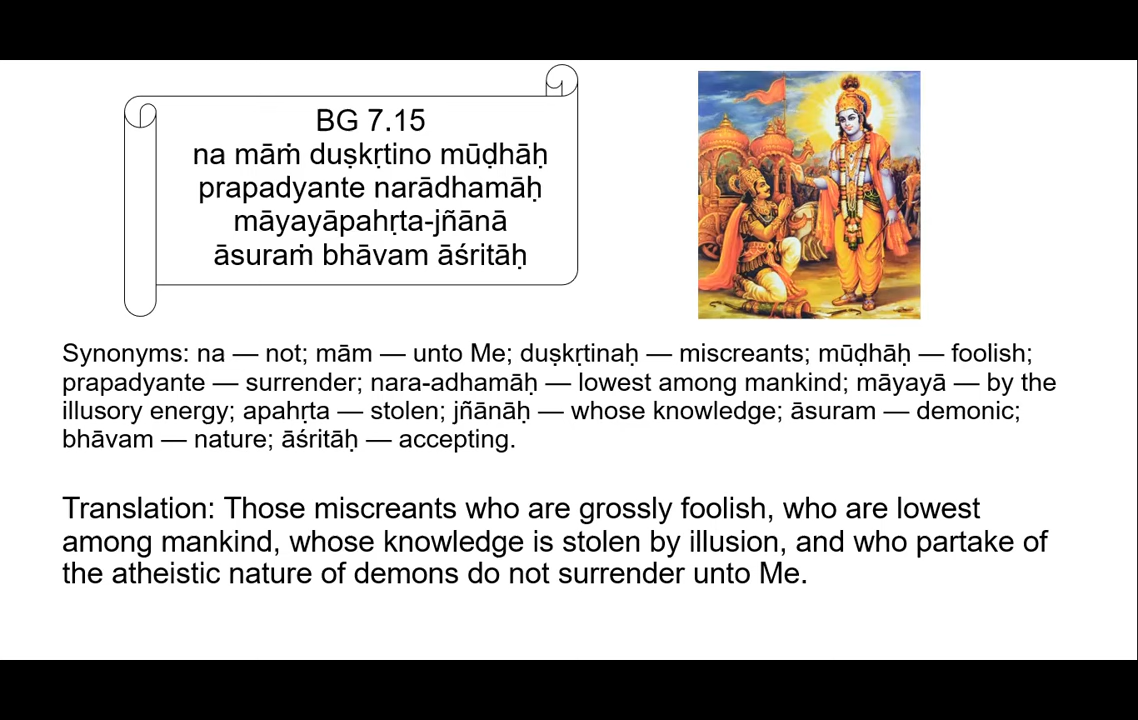 BG 7.15
na māṁ duṣkṛtino mūḍhāḥ
prapadyante narādhamāḥ
māyayāpahṛta-jñānā
āsuraṁ bhāvam āśritāḥ
Synonyms: na — not; mām — unto Me; duṣkṛtinaḥ — miscreants; mūḍhāḥ — foolish;
prapadyante — surrender; nara-adhamāḥ — lowest among mankind; māyayā — by the
illusory energy; apahṛta — stolen; jñānāḥ — whose knowledge; āsuram — demonic;
bhāvam — nature; āśritāḥ — accepting.
Translation: Those miscreants who are grossly foolish, who are lowest
among mankind, whose knowledge is stolen by illusion, and who partake of
the atheistic nature of demons do not surrender unto Me.